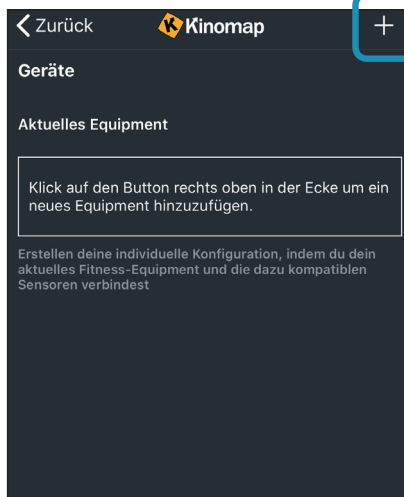 Zurück Kinomap +
Geräte
Aktuelles Equipment
Klick auf den Button rechts oben in der Ecke um ein
neues Equipment hinzuzufügen.
Erstellen deine individuelle Konfiguration, indem du dein
aktuelles Fitness-Equipment und die dazu kompatiblen
Sensoren verbindest